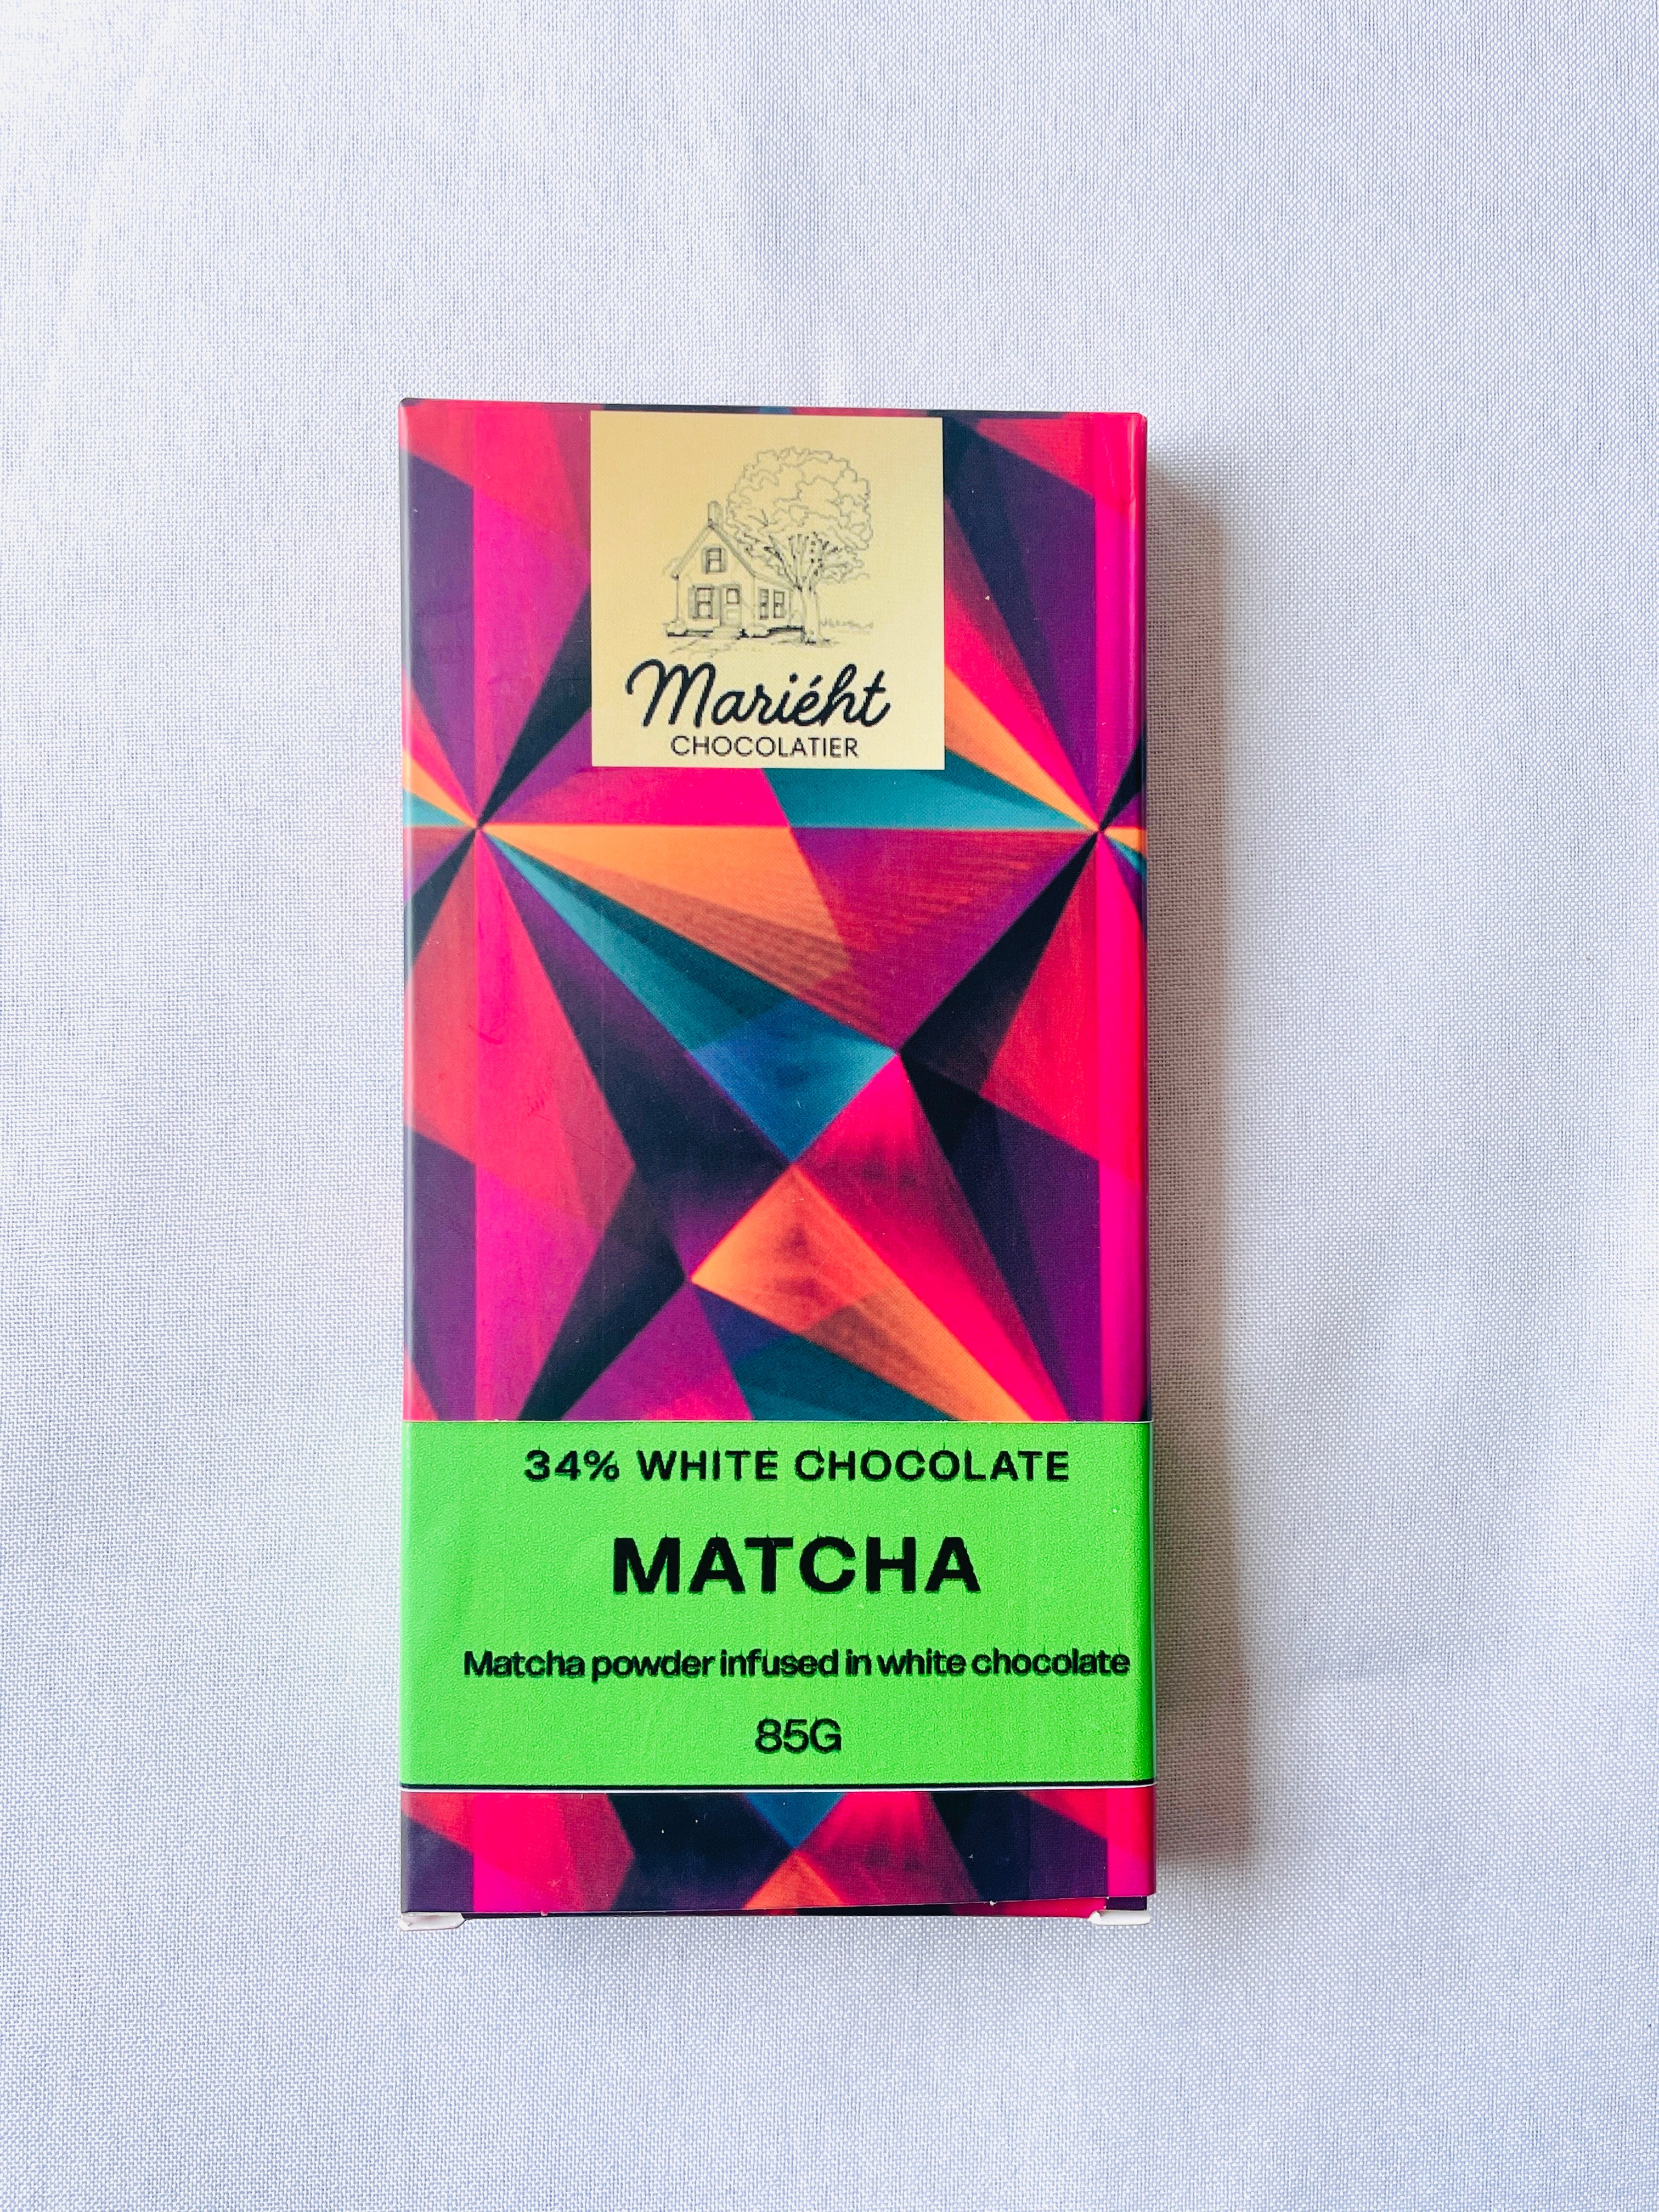 Mariéht
CHOCOLATIER
34% WHITE CHOCOLATE
MATCHA
Matcha powder infused in white chocolate
85G